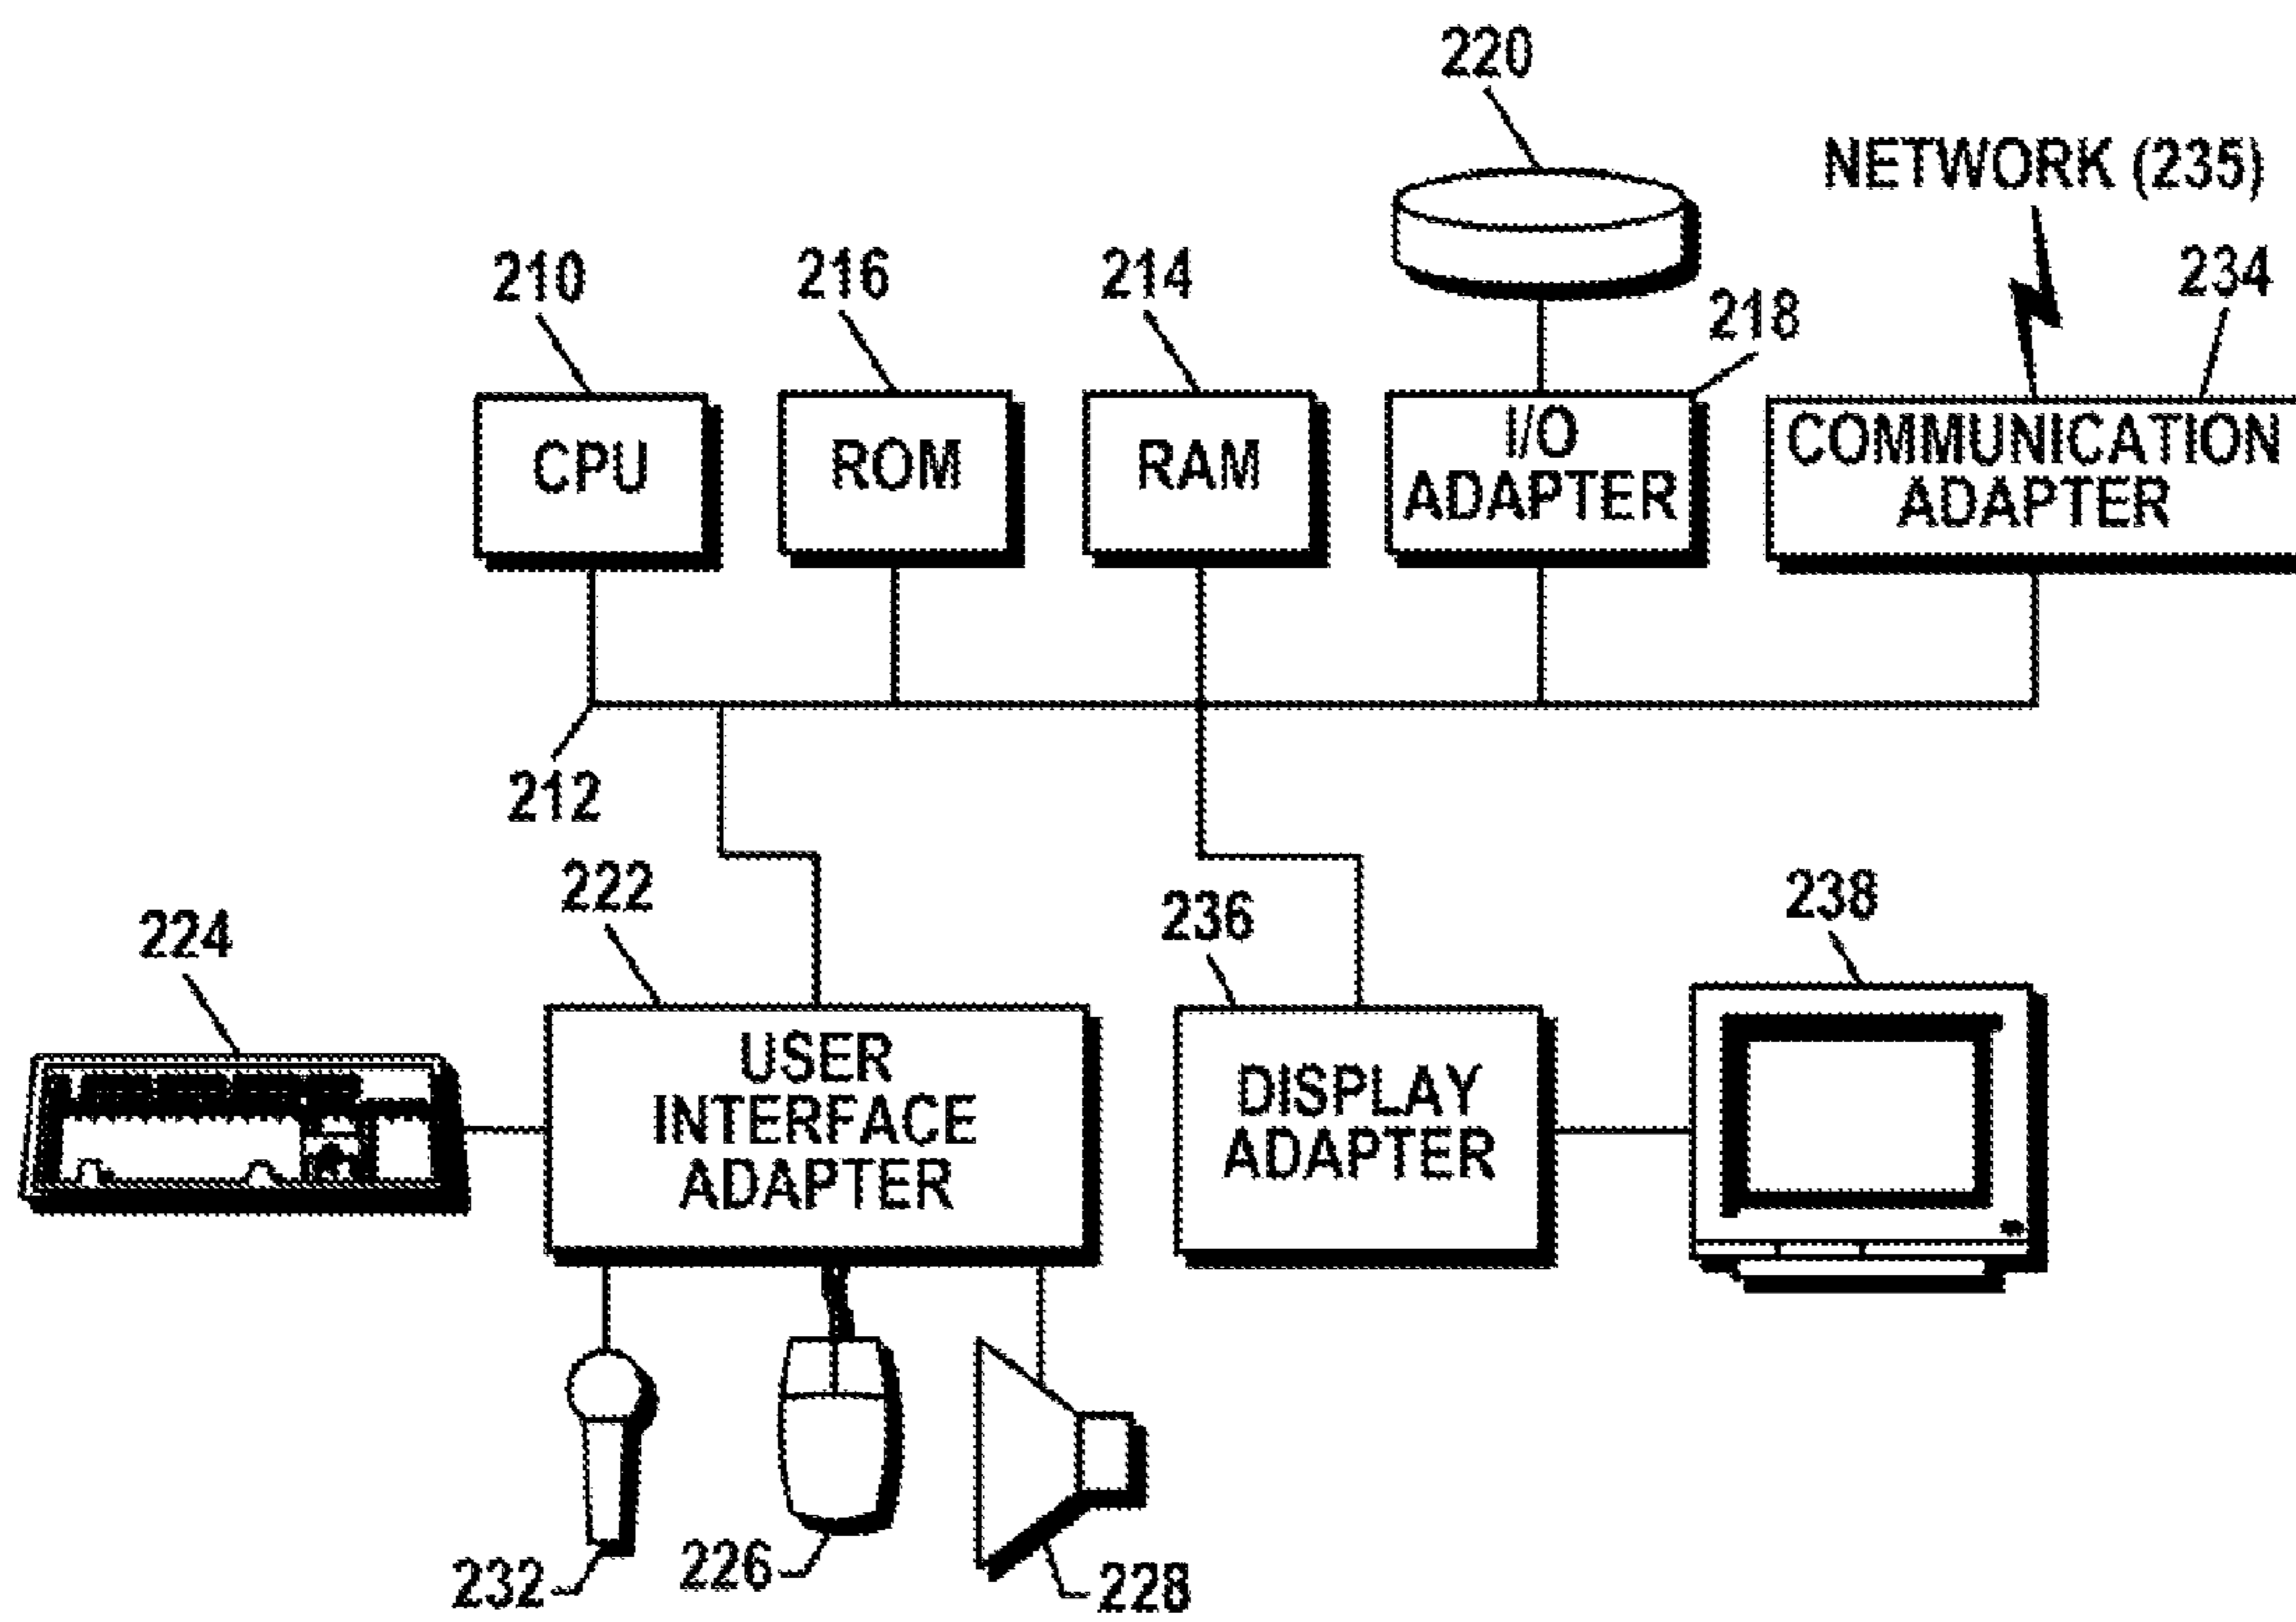 220
NETWORK (235)
210
216
214
218
234
CPU
ROM
RAM
I/O
ADAPTER
COMMUNICATION
ADAPTER
212
222
224
236
238
USER
INTERFACE
ADAPTER
DISPLAY
ADAPTER
232
226
228